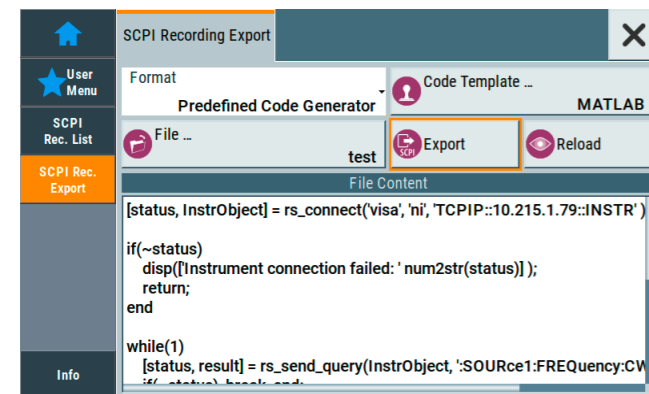 SCPI Recording Export
User
Menu
SCPI
Rec. List
SCPI Rec.
Export
Info
Format
Predefined Code Generator
Code Template ...
MATLAB
File ...
test
SCPI
Export
Reload
File Content
[status, InstrObject] = rs_connect('visa', 'ni', 'TCPIP::10.215.1.79::INSTR' )
if(~status)
disp(['Instrument connection failed: ' num2str(status)] );
return;
end
while(1)
[status, result] = rs_send_query(InstrObject, ':SOURce1:FREQuency:CW